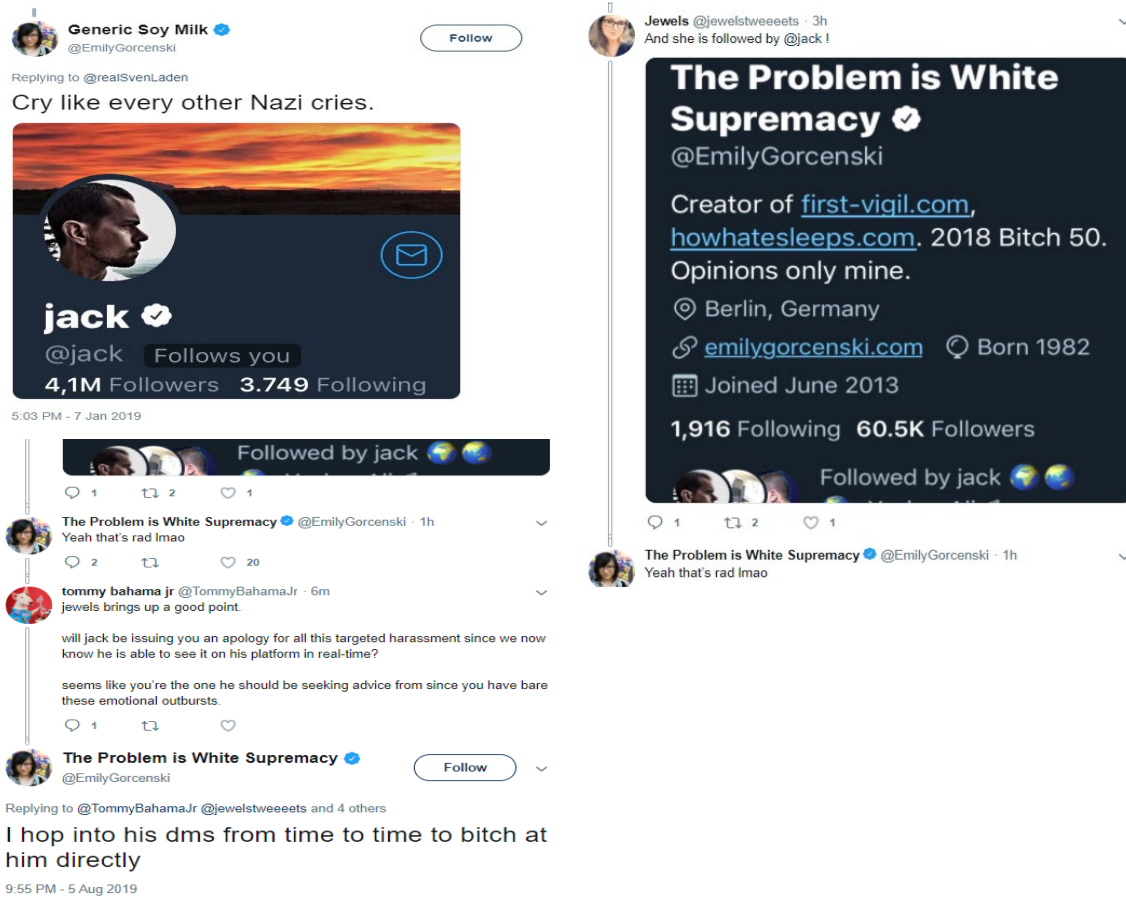 Generic Soy Milk
@EmilyGorcenski
Follow
Replying to @realSvenLaden
Cry like every other Nazi cries.
jack
@jack Follows you
4,1M Followers 3.749 Following
5:03 PM - 7 Jan 2019
Followed by jack
1 2 1
The Problem is White Supremacy @EmilyGorcenski · 1h
Yeah that's rad lmao
2 20
tommy bahama jr @TommyBahamaJr · 6m
jewels brings up a good point.
will jack be issuing you an apology for all this targeted harassment since we now
know he is able to see it on his platform in real-time?
seems like you're the one he should be seeking advice from since you have bare
these emotional outbursts.
1
The Problem is White Supremacy
@EmilyGorcenski
Follow
Replying to @TommyBahamaJr @jewelstweeeets and 4 others
I hop into his dms from time to time to bitch at
him directly
9:55 PM - 5 Aug 2019
Jewels @jewelstweeeets · 3h
And she is followed by @jack !
The Problem is White
Supremacy
@EmilyGorcenski
Creator of first-vigil.com,
howhatesleeps.com. 2018 Bitch 50.
Opinions only mine.
Berlin, Germany
emilygorcenski.com Born 1982
Joined June 2013
1,916 Following 60.5K Followers
Followed by jack
1 2 1
The Problem is White Supremacy @EmilyGorcenski · 1h
Yeah that's rad lmao